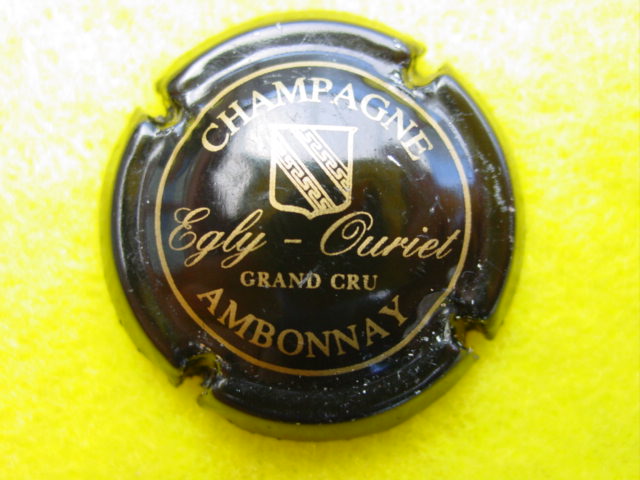 CHAMPAGNE
Egly - Ouriet
GRAND CRU
AMBONNAY